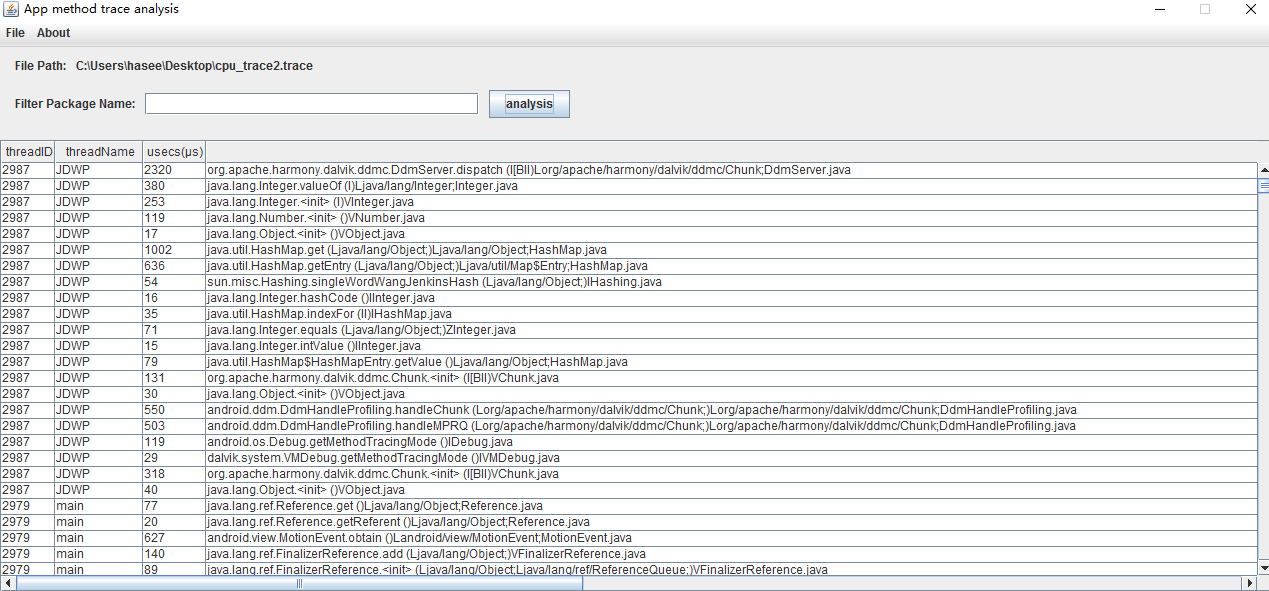 App method trace analysis
File About
File Path: C:\Users\hasee\Desktop\cpu_trace2.trace
Filter Package Name: analysis
threadID threadName usecs(μs)
2987 JDWP 2320 org.apache.harmony.dalvik.ddmc.DdmServer.dispatch (I[BII)Lorg/apache/harmony/dalvik/ddmc/Chunk;DdmServer.java
2987 JDWP 380 java.lang.Integer.valueOf (I)Ljava/lang/Integer;Integer.java
2987 JDWP 253 java.lang.Integer.<init> (I)VInteger.java
2987 JDWP 119 java.lang.Number.<init> ()VNumber.java
2987 JDWP 17 java.lang.Object.<init> ()VObject.java
2987 JDWP 1002 java.util.HashMap.get (Ljava/lang/Object;)Ljava/lang/Object;HashMap.java
2987 JDWP 636 java.util.HashMap.getEntry (Ljava/lang/Object;)Ljava/util/Map$Entry;HashMap.java
2987 JDWP 54 sun.misc.Hashing.singleWordWangJenkinsHash (Ljava/lang/Object;)IHashing.java
2987 JDWP 16 java.lang.Integer.hashCode ()IInteger.java
2987 JDWP 35 java.util.HashMap.indexFor (II)IHashMap.java
2987 JDWP 71 java.lang.Integer.equals (Ljava/lang/Object;)ZInteger.java
2987 JDWP 15 java.lang.Integer.intValue ()IInteger.java
2987 JDWP 79 java.util.HashMap$HashMapEntry.getValue ()Ljava/lang/Object;HashMap.java
2987 JDWP 131 org.apache.harmony.dalvik.ddmc.Chunk.<init> (I[BII)VChunk.java
2987 JDWP 30 java.lang.Object.<init> ()VObject.java
2987 JDWP 550 android.ddm.DdmHandleProfiling.handleChunk (Lorg/apache/harmony/dalvik/ddmc/Chunk;)Lorg/apache/harmony/dalvik/ddmc/Chunk;DdmHandleProfiling.java
2987 JDWP 503 android.ddm.DdmHandleProfiling.handleMPRQ (Lorg/apache/harmony/dalvik/ddmc/Chunk;)Lorg/apache/harmony/dalvik/ddmc/Chunk;DdmHandleProfiling.java
2987 JDWP 119 android.os.Debug.getMethodTracingMode ()IDebug.java
2987 JDWP 29 dalvik.system.VMDebug.getMethodTracingMode ()IVMDebug.java
2987 JDWP 318 org.apache.harmony.dalvik.ddmc.Chunk.<init> (I[BII)VChunk.java
2987 JDWP 40 java.lang.Object.<init> ()VObject.java
2979 main 77 java.lang.ref.Reference.get ()Ljava/lang/Object;Reference.java
2979 main 20 java.lang.ref.Reference.getReferent ()Ljava/lang/Object;Reference.java
2979 main 627 android.view.MotionEvent.obtain ()Landroid/view/MotionEvent;MotionEvent.java
2979 main 140 java.lang.ref.FinalizerReference.add (Ljava/lang/Object;)VFinalizerReference.java
2979 main 89 java.lang.ref.FinalizerReference.<init> (Ljava/lang/Object;Ljava/lang/ref/ReferenceQueue;)VFinalizerReference.java